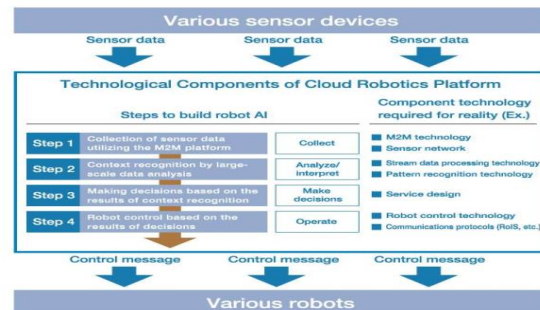 Various sensor devices
Sensor data Sensor data Sensor data
Technological Components of Cloud Robotics Platform
Steps to build robot AI
Component technology
required for reality (Ex.)
Step 1
Collection of sensor data
utilizing the M2M platform
Collect
■ M2M technology
■ Sensor network
Step 2
Context recognition by large-
scale data analysis
Analyze/
interpret
■ Stream data processing technology
■ Pattern recognition technology
Step 3
Making decisions based on the
results of context recognition
Make
decisions
■ Service design
Step 4
Robot control based on the
results of decisions
Operate
■ Robot control technology
■ Communications protocols (RoIS, etc.)
Control message Control message Control message
Various robots